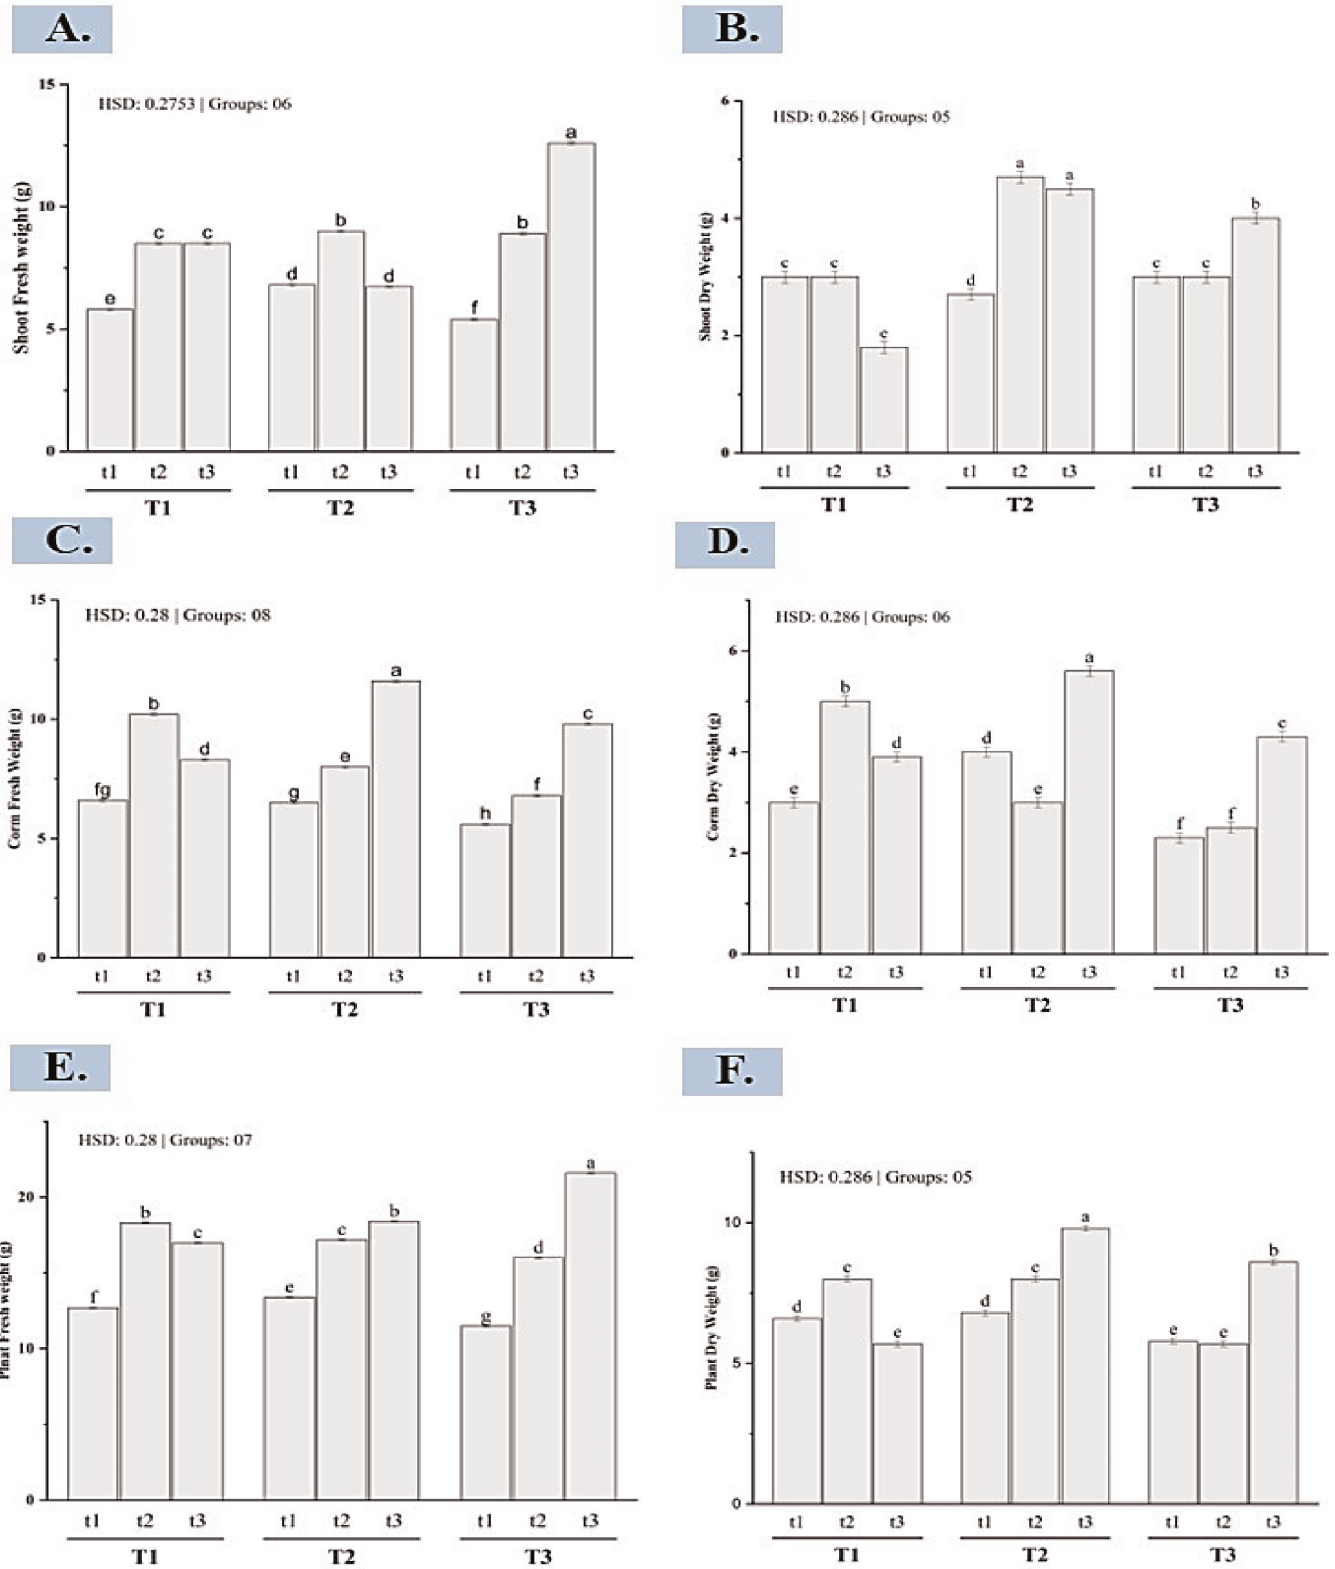 A.
HSD: 0.2753 | Groups: 06
Shoot Fresh weight (g)
15
10
5
0
e c c d b d f b a
t1 t2 t3 t1 t2 t3 t1 t2 t3
T1 T2 T3
B.
HSD: 0.286 | Groups: 05
Shoot Dry Weight (g)
6
4
2
0
c c e d a a c c b
t1 t2 t3 t1 t2 t3 t1 t2 t3
T1 T2 T3
C.
HSD: 0.28 | Groups: 08
Corm Fresh Weight (g)
15
10
5
0
fg b d g e a h f c
t1 t2 t3 t1 t2 t3 t1 t2 t3
T1 T2 T3
D.
HSD: 0.286 | Groups: 06
Corm Dry Weight (g)
6
4
2
0
e b d d e a f f c
t1 t2 t3 t1 t2 t3 t1 t2 t3
T1 T2 T3
E.
HSD: 0.28 | Groups: 07
Plnat Fresh weight (g)
20
10
0
f b c e c b g d a
t1 t2 t3 t1 t2 t3 t1 t2 t3
T1 T2 T3
F.
HSD: 0.286 | Groups: 05
Plant Dry Weight (g)
10
5
0
d c e d c a e e b
t1 t2 t3 t1 t2 t3 t1 t2 t3
T1 T2 T3